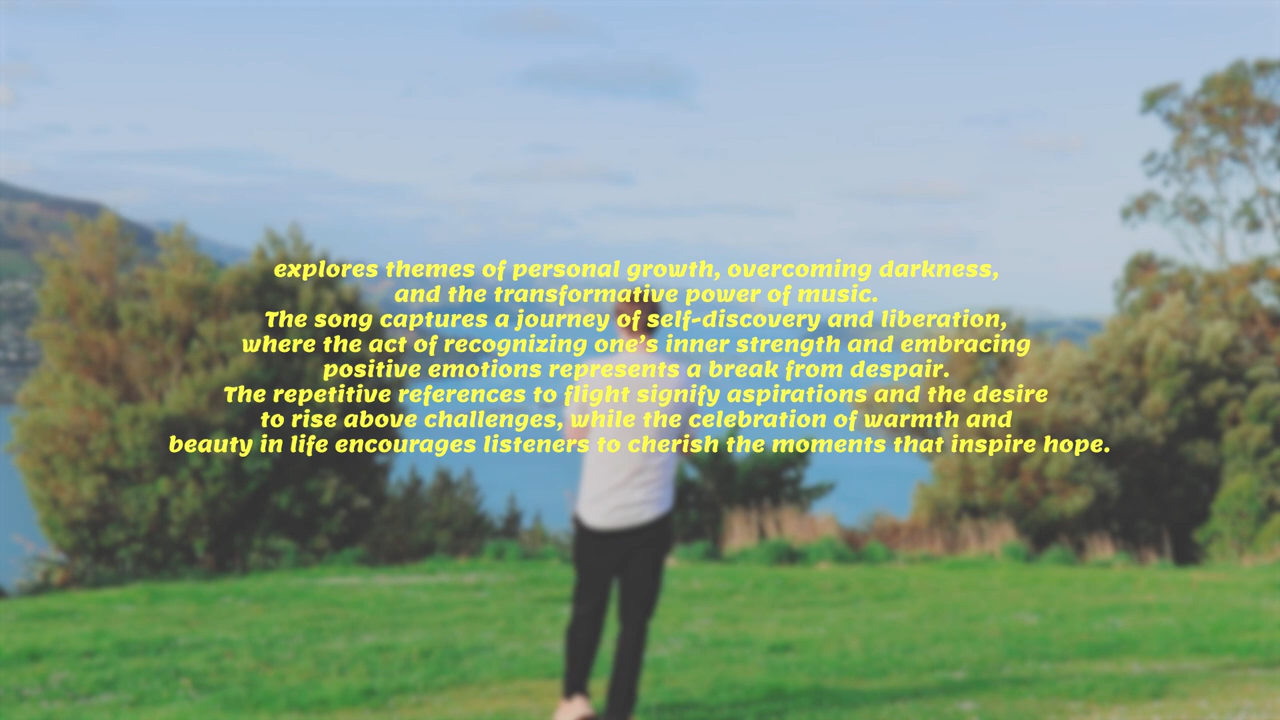 explores themes of personal growth, overcoming darkness,
and the transformative power of music.
The song captures a journey of self-discovery and liberation,
where the act of recognizing one's inner strength and embracing
positive emotions represents a break from despair.
The repetitive references to flight signify aspirations and the desire
to rise above challenges, while the celebration of warmth and
beauty in life encourages listeners to cherish the moments that inspire hope.